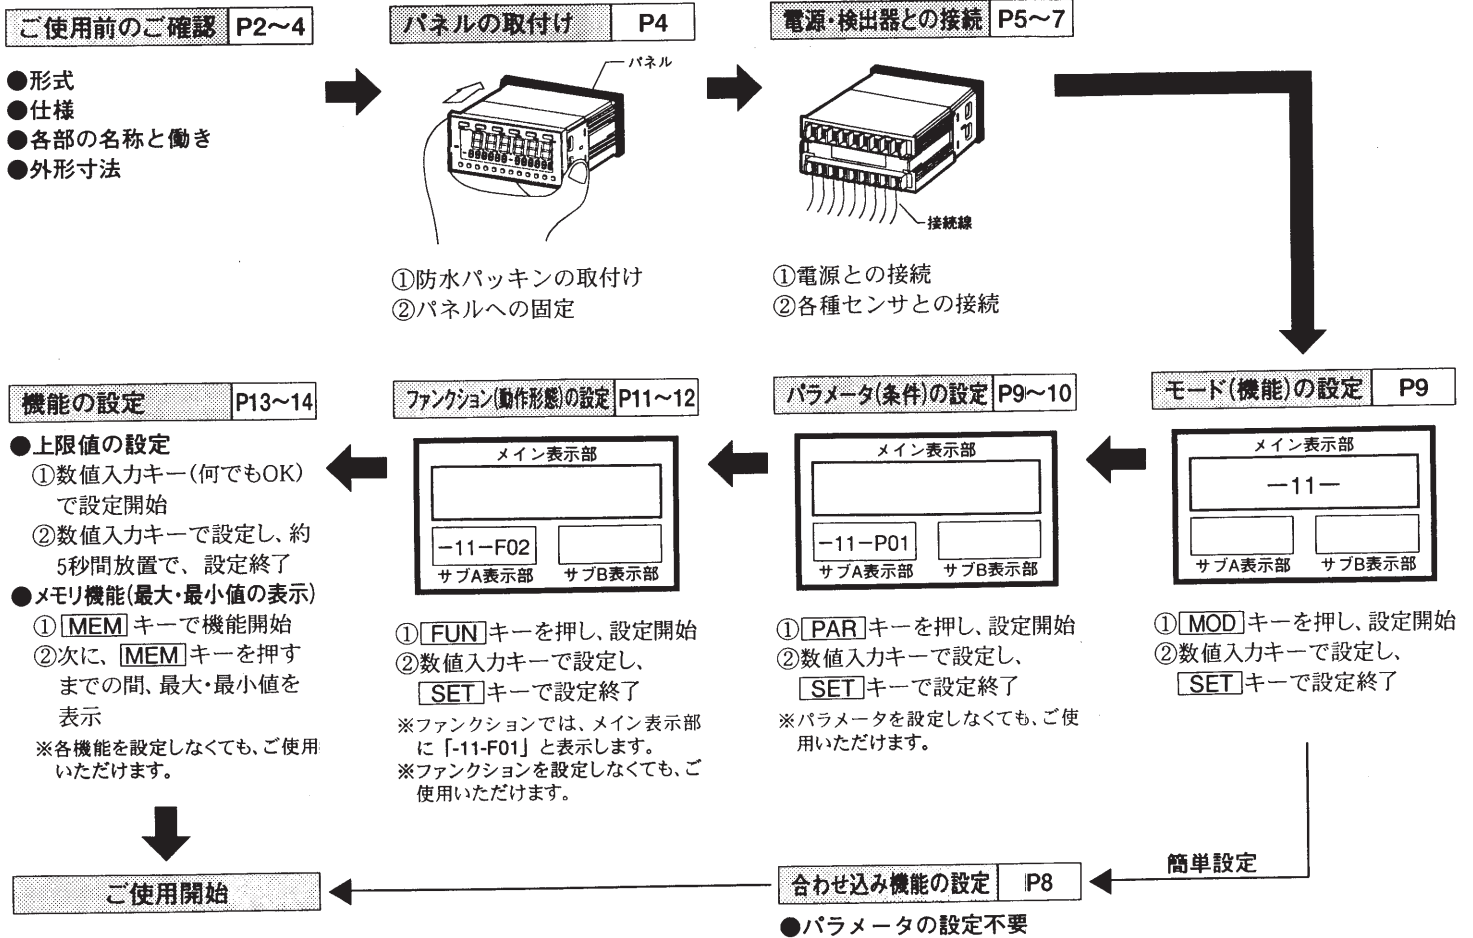 ご使用前のご確認 P2〜4
●形式
●仕様
●各部の名称と働き
●外形寸法
パネルの取付け P4
パネル
①防水パッキンの取付け
②パネルへの固定
電源・検出器との接続 P5〜7
接続線
①電源との接続
②各種センサとの接続
モード(機能)の設定 P9
メイン表示部
−11−
サブA表示部 サブB表示部
①MODキーを押し、設定開始
②数値入力キーで設定し、
SETキーで設定終了
パラメータ(条件)の設定 P9〜10
メイン表示部
−11−P01
サブA表示部 サブB表示部
①PARキーを押し、設定開始
②数値入力キーで設定し、
SETキーで設定終了
※パラメータを設定しなくても、ご使
用いただけます。
ファンクション(動作形態)の設定 P11〜12
メイン表示部
−11−F02
サブA表示部 サブB表示部
①FUNキーを押し、設定開始
②数値入力キーで設定し、
SETキーで設定終了
※ファンクションでは、メイン表示部
に「-11-F01」と表示します。
※ファンクションを設定しなくても、ご
使用いただけます。
機能の設定 P13〜14
●上限値の設定
①数値入力キー(何でもOK)
で設定開始
②数値入力キーで設定し、約
5秒間放置で、設定終了
●メモリ機能(最大・最小値の表示)
①MEMキーで機能開始
②次に、MEMキーを押す
までの間、最大・最小値を
表示
※各機能を設定しなくても、ご使用
いただけます。
簡単設定
合わせ込み機能の設定 P8
●パラメータの設定不要
ご使用開始